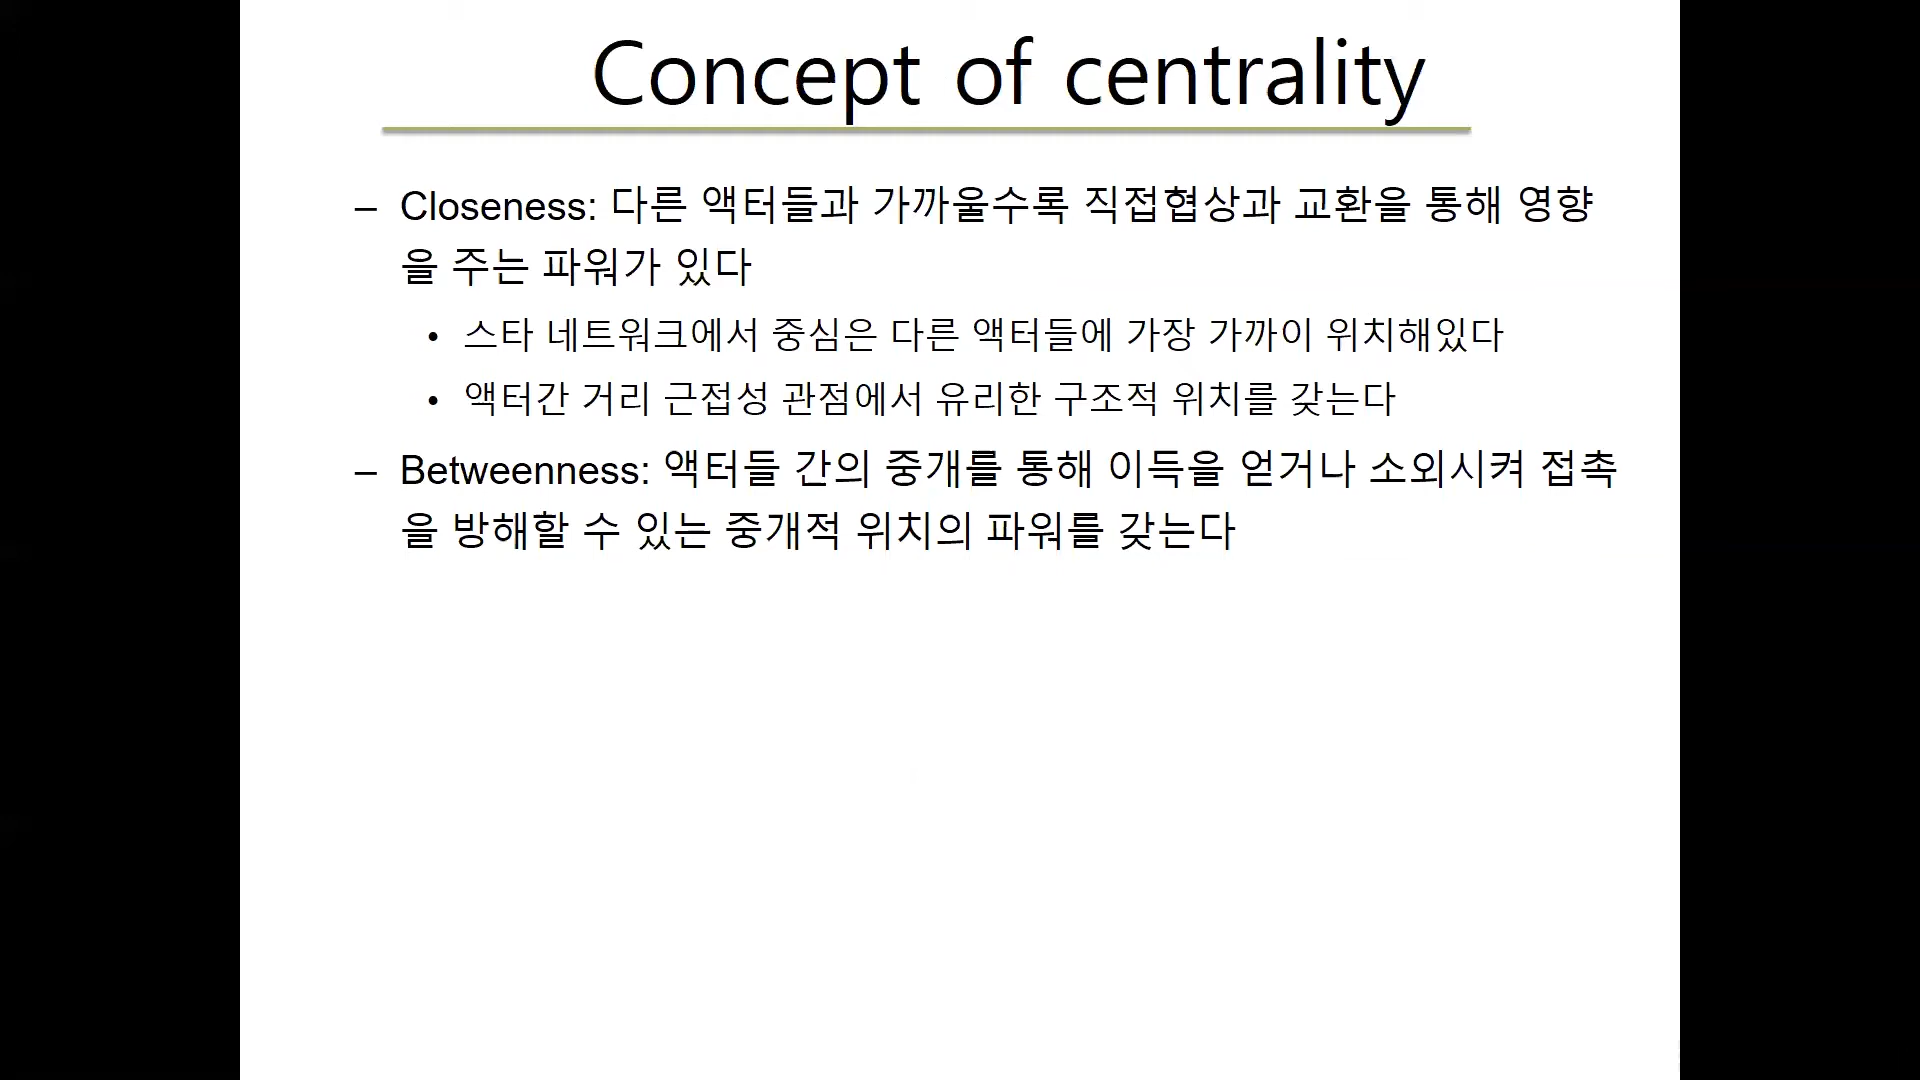 Concept of centrality
– Closeness: 다른 액터들과 가까울수록 직접협상과 교환을 통해 영향
을 주는 파워가 있다
• 스타 네트워크에서 중심은 다른 액터들에 가장 가까이 위치해있다
• 액터간 거리 근접성 관점에서 유리한 구조적 위치를 갖는다
– Betweenness: 액터들 간의 중개를 통해 이득을 얻거나 소외시켜 접촉
을 방해할 수 있는 중개적 위치의 파워를 갖는다